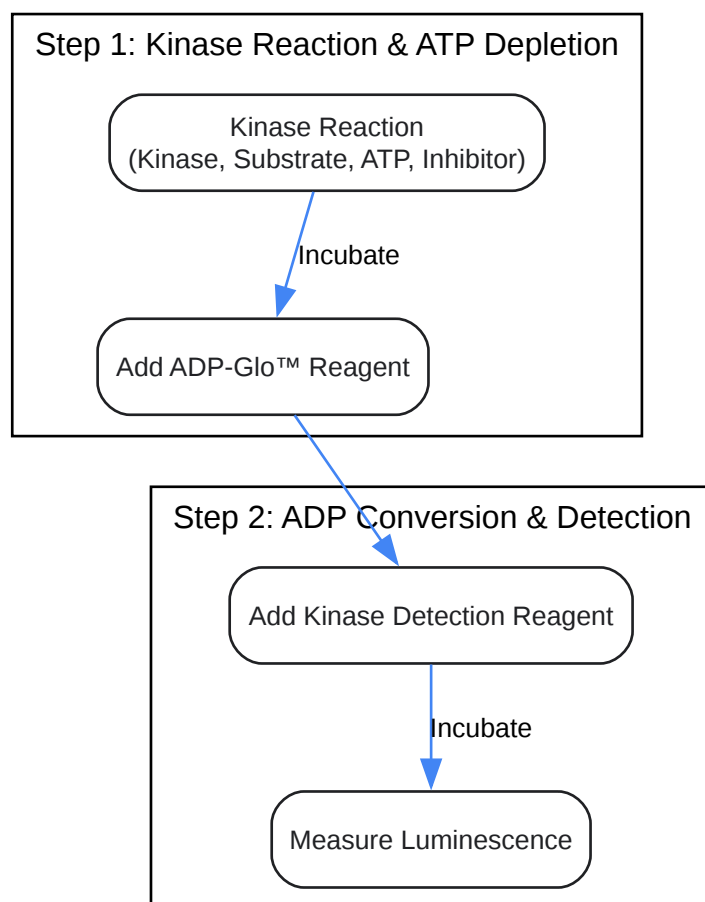 Step 1: Kinase Reaction & ATP Depletion
Kinase Reaction
(Kinase, Substrate, ATP, Inhibitor)
Incubate
Add ADP-Glo™ Reagent
Step 2: ADP Conversion & Detection
Add Kinase Detection Reagent
Incubate
Measure Luminescence